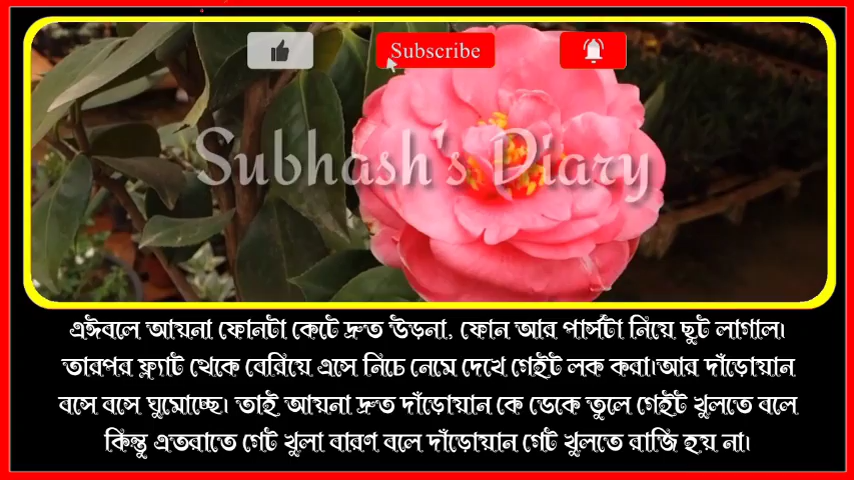 Subscribe
Subhash's Diary
এঈবলে আয়না ফোনটা কেটে দ্রুত উড়না, ফোন আর পার্সটা নিয়ে ছুট লাগাল।
তারপর ফ্ল্যাট থেকে বেরিয়ে এসে নিচে নেমে দেখে গেইট লক করা।আর দাঁড়োয়ান
বসে বসে ঘুমোচ্ছে। তাই আয়না দ্রুত দাঁড়োয়ান কে ডেকে তুলে গেইট খুলতে বলে
কিন্তু এতরাতে গেট খুলা বারণ বলে দাঁড়োয়ান গেট খুলতে রাজি হয় না।